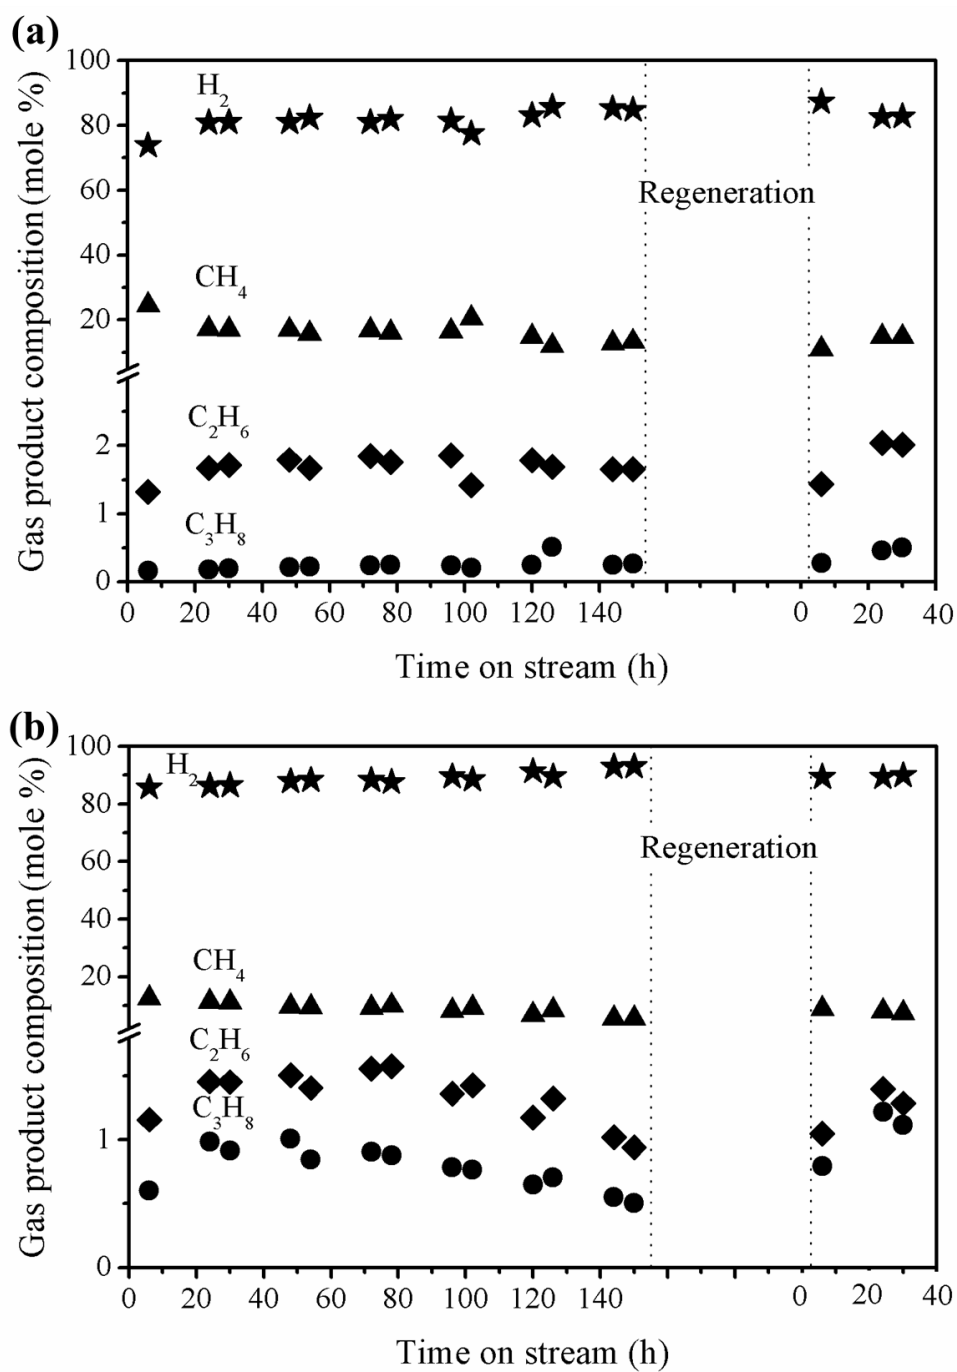 (a)
100
80
60
40
20
2
1
0
Gas product composition (mole %)
H₂
Regeneration
CH₄
C₂H₆
C₃H₈
0 20 40 60 80 100 120 140 0 20 40
Time on stream (h)
(b)
100
80
60
40
20
1
0
Gas product composition (mole %)
H₂
Regeneration
CH₄
C₂H₆
C₃H₈
0 20 40 60 80 100 120 140 0 20 40
Time on stream (h)